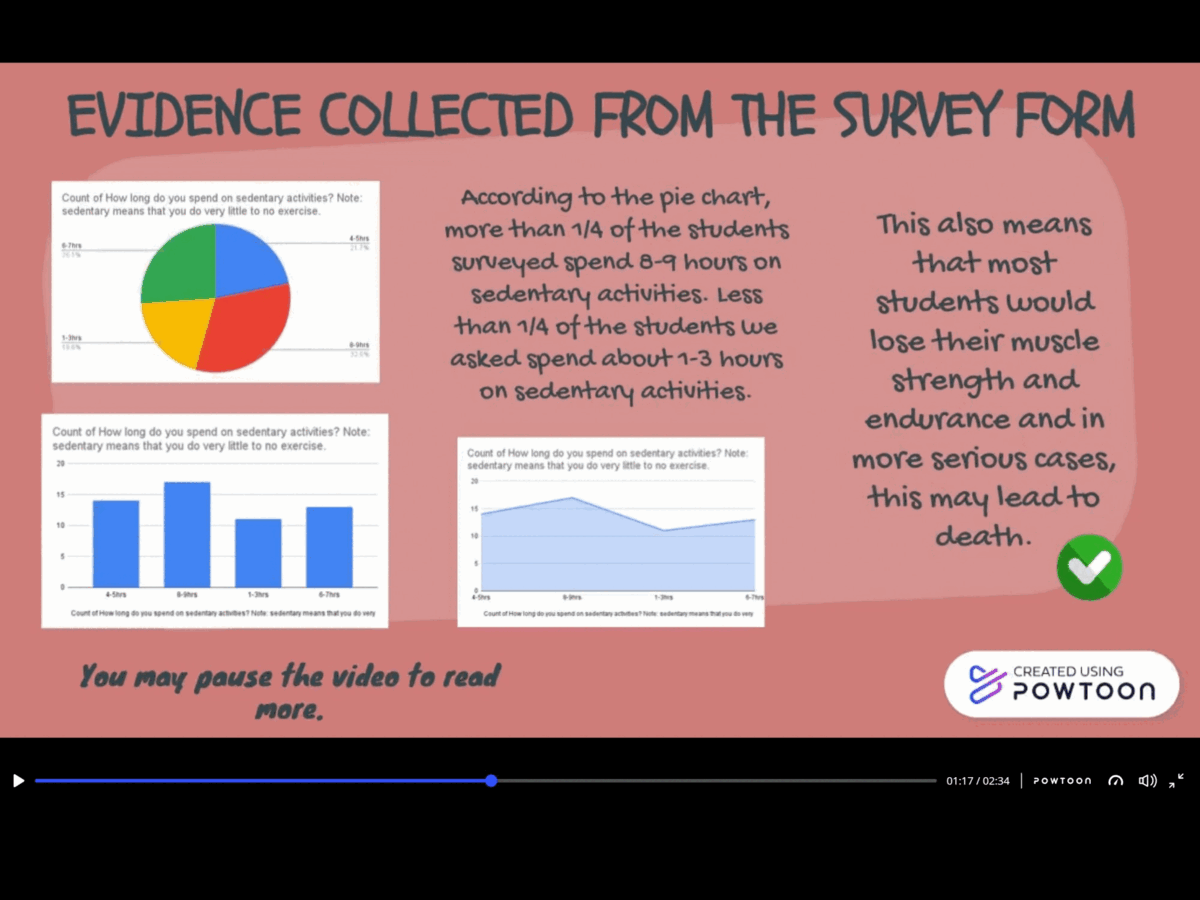 EVIDENCE COLLECTED FROM THE SURVEY FORM
Count of How long do you spend on sedentary activities? Note:
sedentary means that you do very little to no exercise.
6-7hrs
4-5hrs
21.7%
1-3hrs
8-9hrs
According to the pie chart,
more than 1/4 of the students
surveyed spend 8-9 hours on
sedentary activities. Less
than 1/4 of the students we
asked spend about 1-3 hours
on sedentary activities.
This also means
that most
students would
lose their muscle
strength and
endurance and in
more serious cases,
this may lead to
death.
Count of How long do you spend on sedentary activities? Note:
sedentary means that you do very little to no exercise.
20
15
10
5
0
4-5hrs
8-9hrs
1-3hrs
6-7hrs
Count of How long do you spend on sedentary activities? Note: sedentary means that you do very
Count of How long do you spend on sedentary activities? Note:
sedentary means that you do very little to no exercise.
20
15
10
5
0
4-5hrs
8-9hrs
1-3hrs
6-7hrs
Count of How long do you spend on sedentary activities? Note: sedentary means that you do very
You may pause the video to read
more.
CREATED USING
POWTOON
01:17 / 02:34
POWTOON